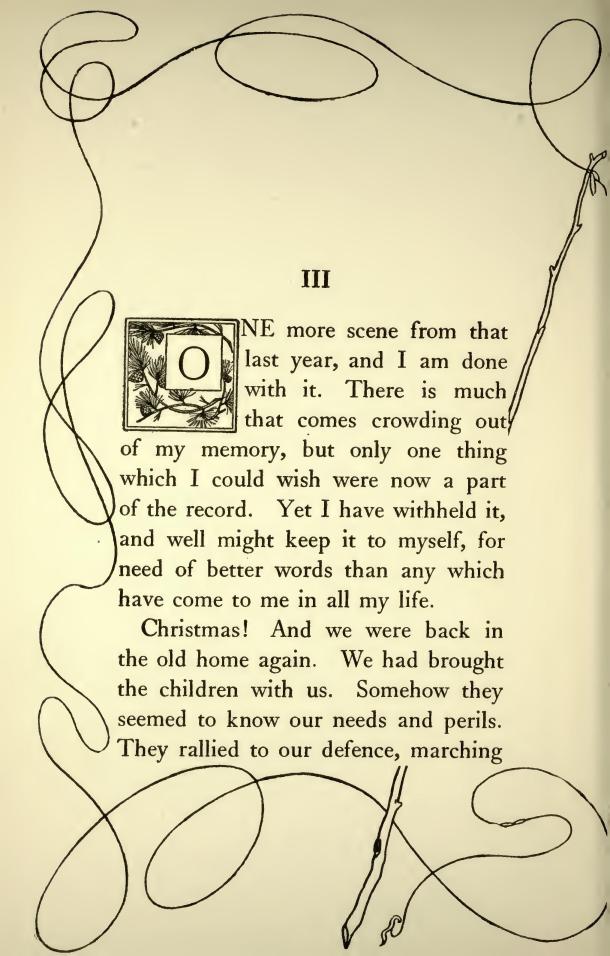 III
ONE more scene from that
last year, and I am done
with it. There is much
that comes crowding out
of my memory, but only one thing
which I could wish were now a part
of the record. Yet I have withheld it,
and well might keep it to myself, for
need of better words than any which
have come to me in all my life.
Christmas! And we were back in
the old home again. We had brought
the children with us. Somehow they
seemed to know our needs and perils.
They rallied to our defence, marching